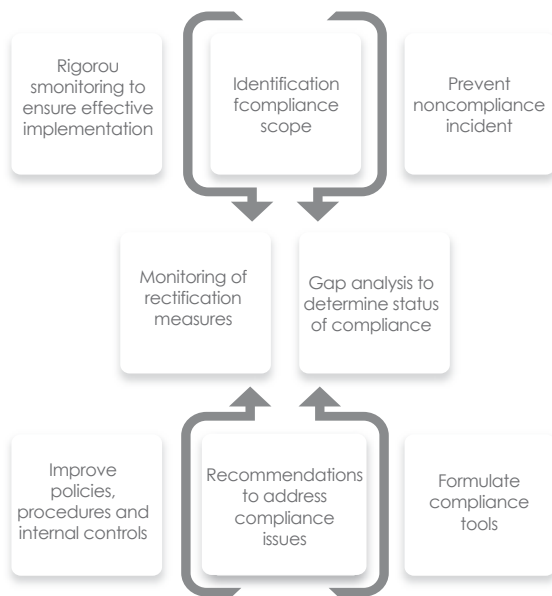 Rigorou
smonitoring to
ensure effective
implementation
Identification
fcompliance
scope
Prevent
noncompliance
incident
Monitoring of
rectification
measures
Gap analysis to
determine status
of compliance
Improve
policies,
procedures and
internal controls
Recommendations
to address
compliance
issues
Formulate
compliance
tools